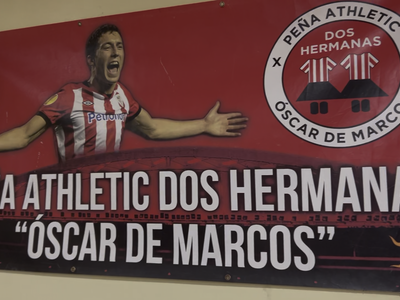 PEÑA ATHLETIC
X
DOS
HERMANAS
ÓSCAR DE MARCOS
Petronor
A ATHLETIC DOS HERMANA
“ÓSCAR DE MARCOS”